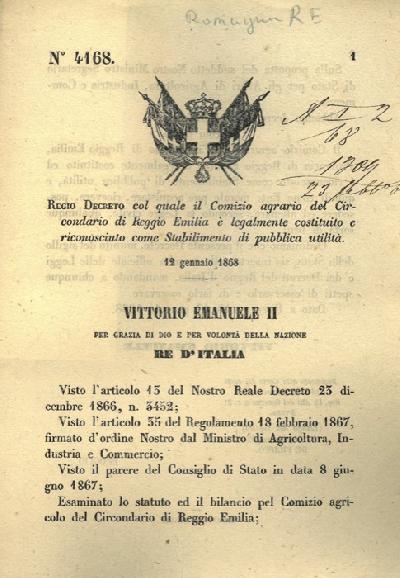 Romagna R E
N° 4168.
1
N 1 2
68
1309
REGIO DECRETO col quale il Comizio agrario del Cir-
condario di Reggio Emilia è legalmente costituito e
riconosciuto come Stabilimento di pubblica utilità.
12 gennaio 1868
VITTORIO EMANUELE II
PER GRAZIA DI DIO E PER VOLONTÀ DELLA NAZIONE
RE D'ITALIA
Visto l'articolo 15 del Nostro Reale Decreto 23 di-
cembre 1866, n. 3452;
Visto l'articolo 35 del Regolamento 18 febbraio 1867,
firmato d'ordine Nostro dal Ministro di Agricoltura, In-
dustria e Commercio;
Visto il parere del Consiglio di Stato in data 8 giu-
gno 1867;
Esaminato lo statuto ed il bilancio pel Comizio agri-
colo del Circondario di Reggio Emilia;